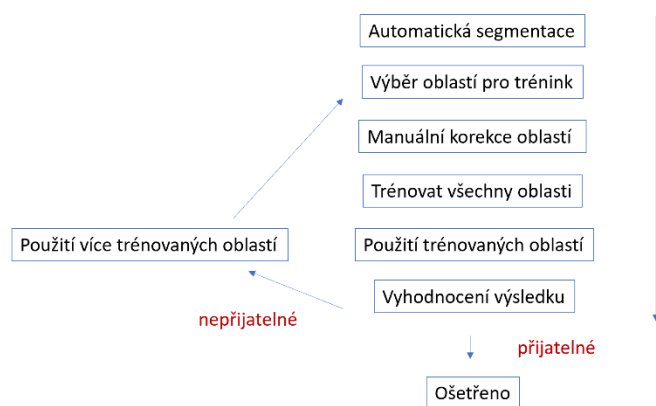 Automatická segmentace
Výběr oblastí pro trénink
Manuální korekce oblastí
Trénovat všechny oblasti
Použití více trénovaných oblastí
Použití trénovaných oblastí
Vyhodnocení výsledku
nepřijatelné
přijatelné
Ošetřeno